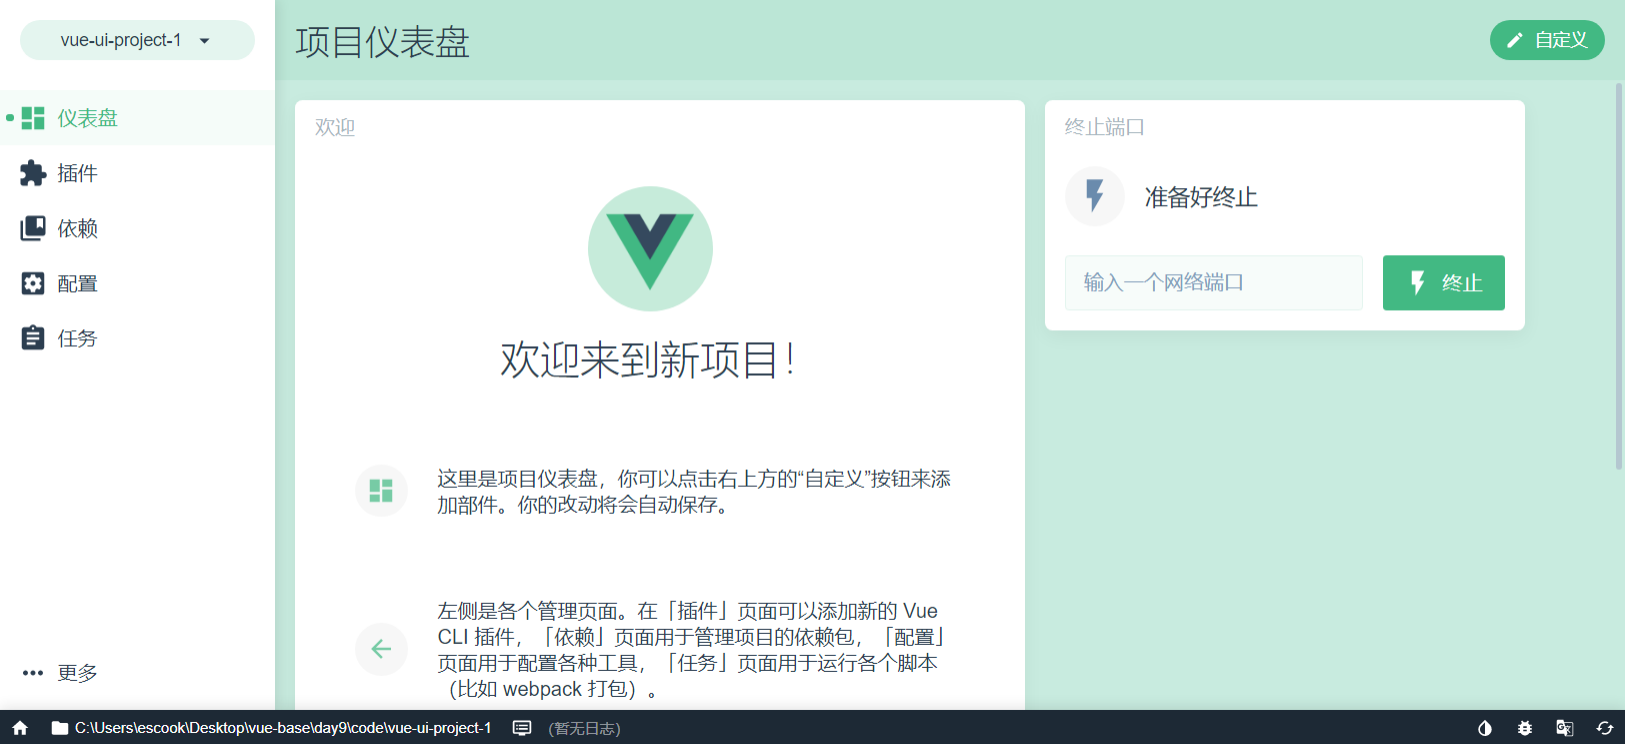 vue-ui-project-1
项目仪表盘
自定义
仪表盘
插件
依赖
配置
任务
更多
欢迎
欢迎来到新项目！
这里是项目仪表盘，你可以点击右上方的“自定义”按钮来添
加部件。你的改动将会自动保存。
左侧是各个管理页面。在「插件」页面可以添加新的 Vue
CLI 插件，「依赖」页面用于管理项目的依赖包，「配置」
页面用于配置各种工具，「任务」页面用于运行各个脚本
（比如 webpack 打包）。
终止端口
准备好终止
输入一个网络端口
终止
C:\Users\escook\Desktop\vue-base\day9\code\vue-ui-project-1
(暂无日志)